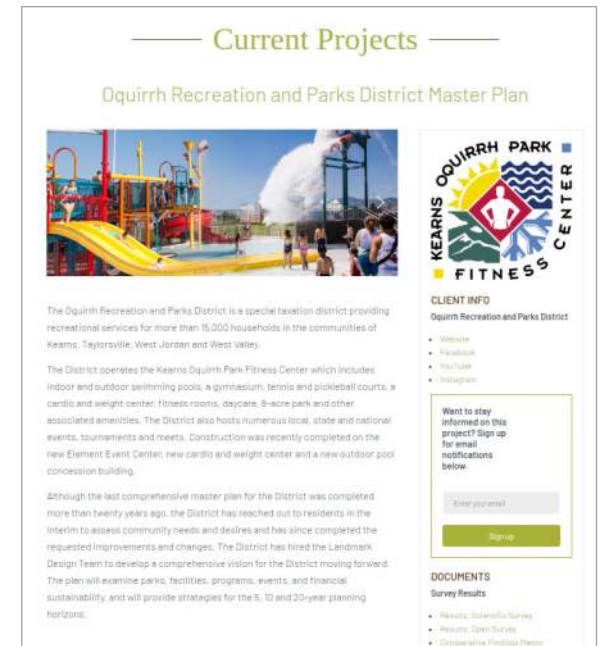 Current Projects
Oquirrh Recreation and Parks District Master Plan
The Oquirrh Recreation and Parks District is a special taxation district providing
recreational services for more than 15,000 households in the communities of
Kearns, Taylorsville, West Jordan and West Valley.
The District operates the Kearns Oquirrh Park Fitness Center which includes
indoor and outdoor swimming pools, a gymnasium, tennis and pickleball courts, a
cardio and weight center, fitness rooms, daycare, 8-acre park and other
associated amenities. The District also hosts numerous local, state and national
events, tournaments and meets. Construction was recently completed on the
new Element Event Center, new cardio and weight center and a new outdoor pool
concession building.
Although the last comprehensive master plan for the District was completed
more than twenty years ago, the District has reached out to residents in the
interim to assess community needs and desires and has since completed the
requested improvements and changes. The District has hired the Landmark
Design Team to develop a comprehensive vision for the District moving forward.
The plan will examine parks, facilities, programs, events, and financial
sustainability, and will provide strategies for the 5, 10 and 20-year planning
horizons.
KEARNS OQUIRRH PARK
FITNESS CENTER
CLIENT INFO
Oquirrh Recreation and Parks District
Website
Facebook
YouTube
Instagram
Want to stay
informed on this
project? Sign up
for email
notifications
below.
Enter your email
Sign up
DOCUMENTS
Survey Results
Results: Scientific Survey
Results: Open Survey
Comparative Findings Memo